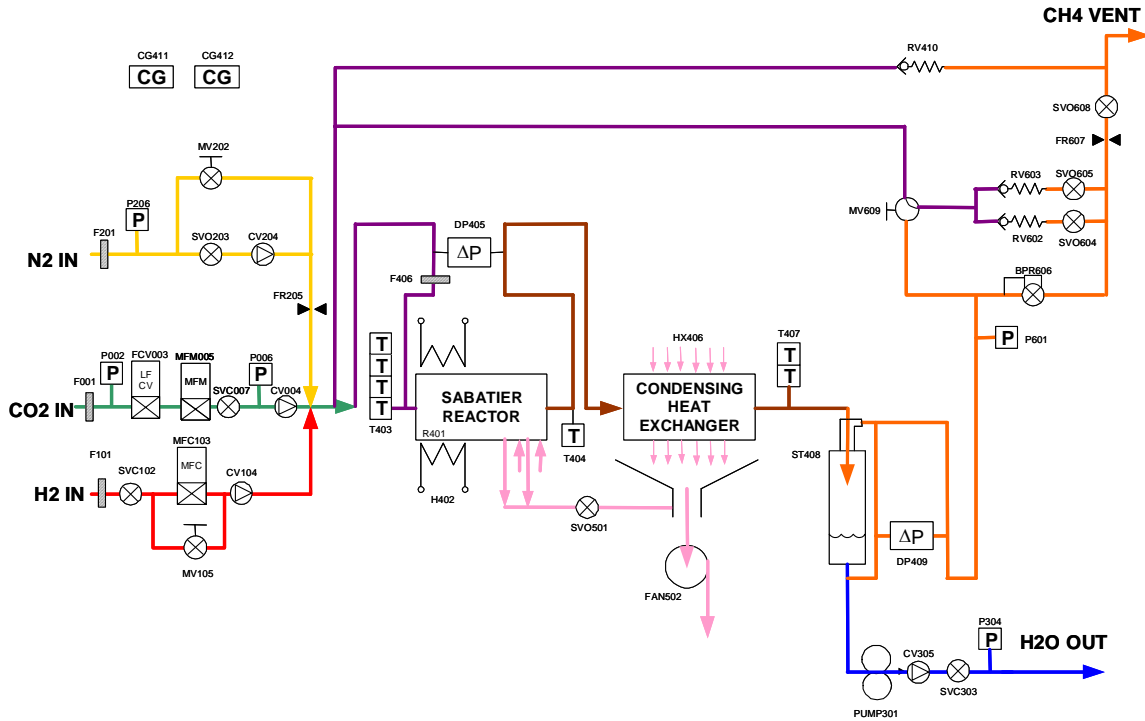 CH4 VENT
CG411
CG412
CG
CG
RV410
SVO608
FR607
MV202
P206
P
F201
SVO203
CV204
N2 IN
FR205
DP405
ΔP
F406
RV603
SVO605
MV609
RV602
SVO604
BPR606
P
P601
P002
P
FCV003
LF
CV
MFM005
MFM
SVC007
P006
P
CV004
F001
CO2 IN
T
T
T
T
T403
SABATIER
REACTOR
R401
T
T404
H402
HX406
CONDENSING
HEAT
EXCHANGER
T407
T
T
ST408
F101
SVC102
MFC103
MFC
CV104
H2 IN
MV105
SVO501
FAN502
ΔP
DP409
P304
P
H2O OUT
CV305
SVC303
PUMP301